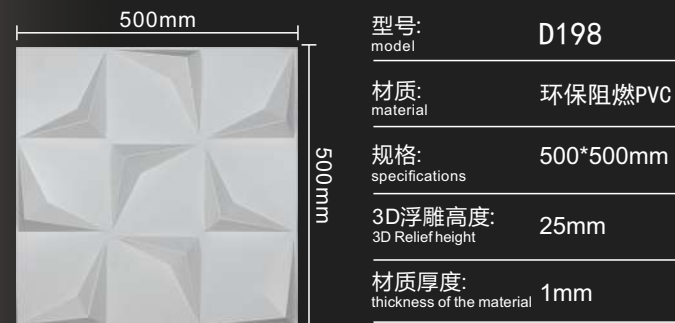 500mm
500mm
型号:
model
D198
材质:
material
环保阻燃PVC
规格:
specifications
500*500mm
3D浮雕高度:
3D Relief height
25mm
材质厚度:
thickness of the material
1mm